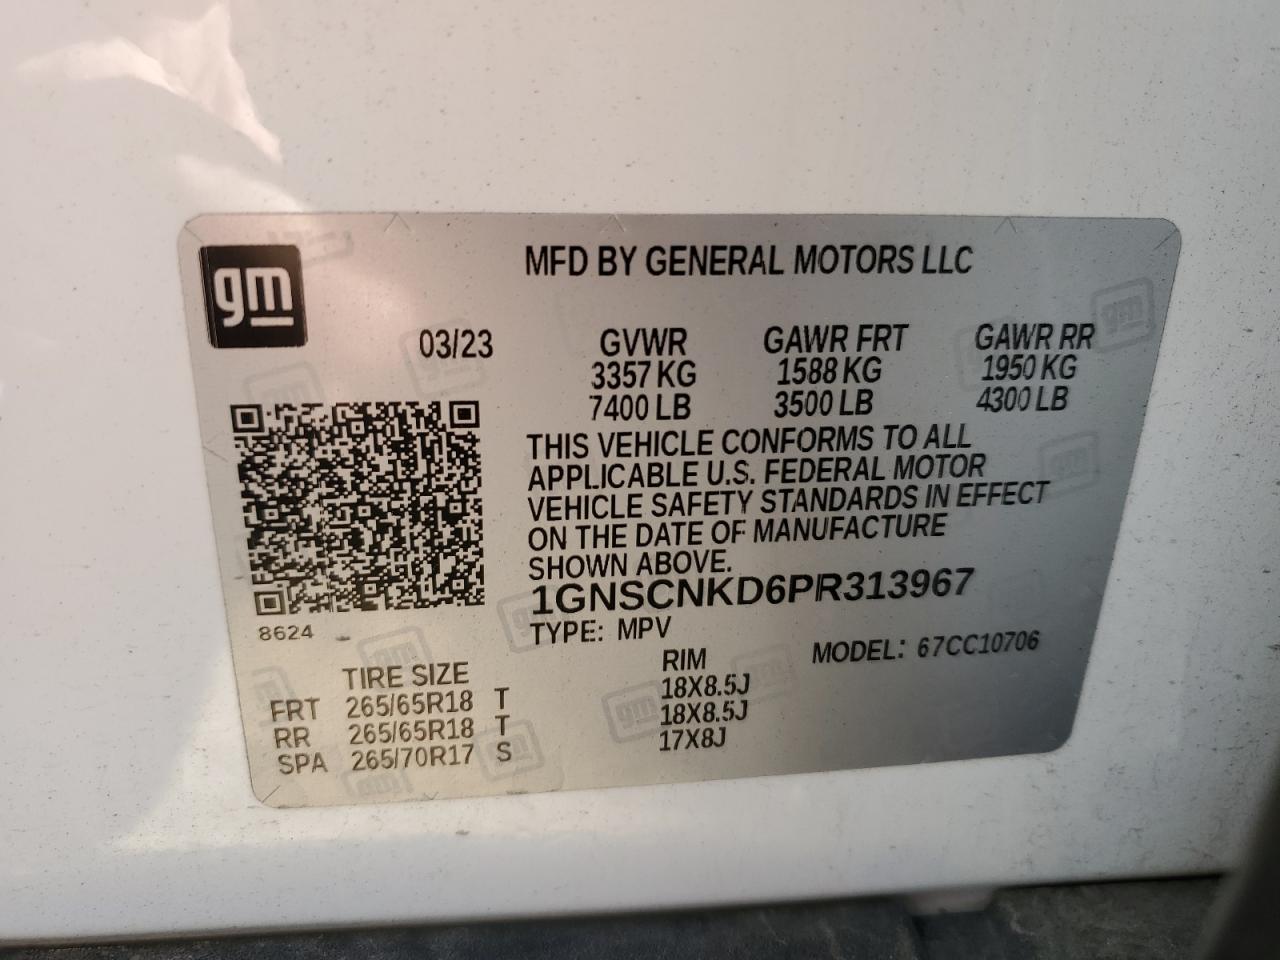 gm
MFD BY GENERAL MOTORS LLC
03/23 GVWR GAWR FRT GAWR RR
3357 KG 1588 KG 1950 KG
7400 LB 3500 LB 4300 LB
THIS VEHICLE CONFORMS TO ALL
APPLICABLE U.S. FEDERAL MOTOR
VEHICLE SAFETY STANDARDS IN EFFECT
ON THE DATE OF MANUFACTURE
SHOWN ABOVE.
1GNSCNKD6PR313967
8624
TYPE: MPV
MODEL: 67CC10706
TIRE SIZE RIM
FRT 265/65R18 T 18X8.5J
RR 265/65R18 T 18X8.5J
SPA 265/70R17 S 17X8J